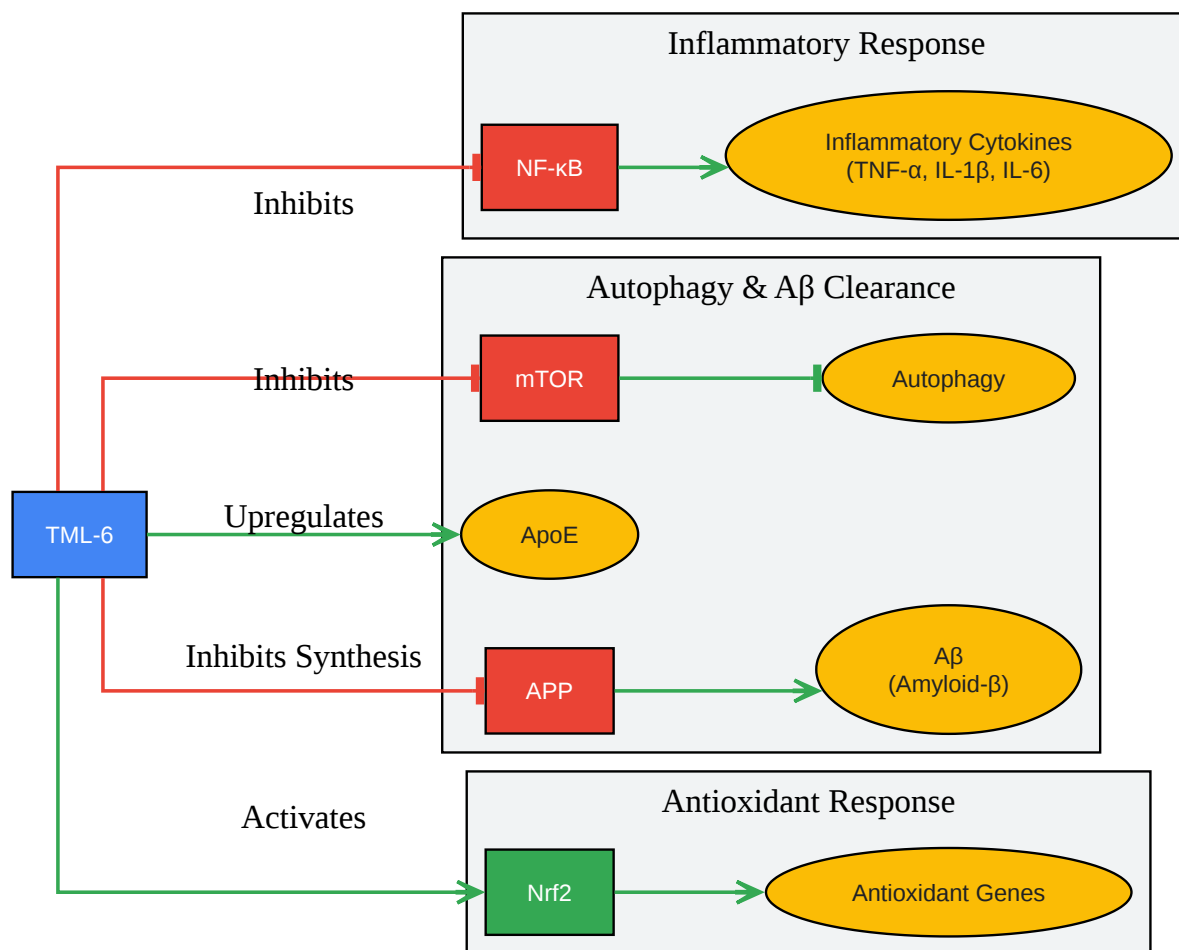 Inflammatory Response
NF-κB
Inflammatory Cytokines
(TNF-α, IL-1β, IL-6)
Inhibits
Autophagy & Aβ Clearance
Inhibits
mTOR
Autophagy
TML-6
Upregulates
ApoE
Inhibits Synthesis
APP
Aβ
(Amyloid-β)
Antioxidant Response
Activates
Nrf2
Antioxidant Genes